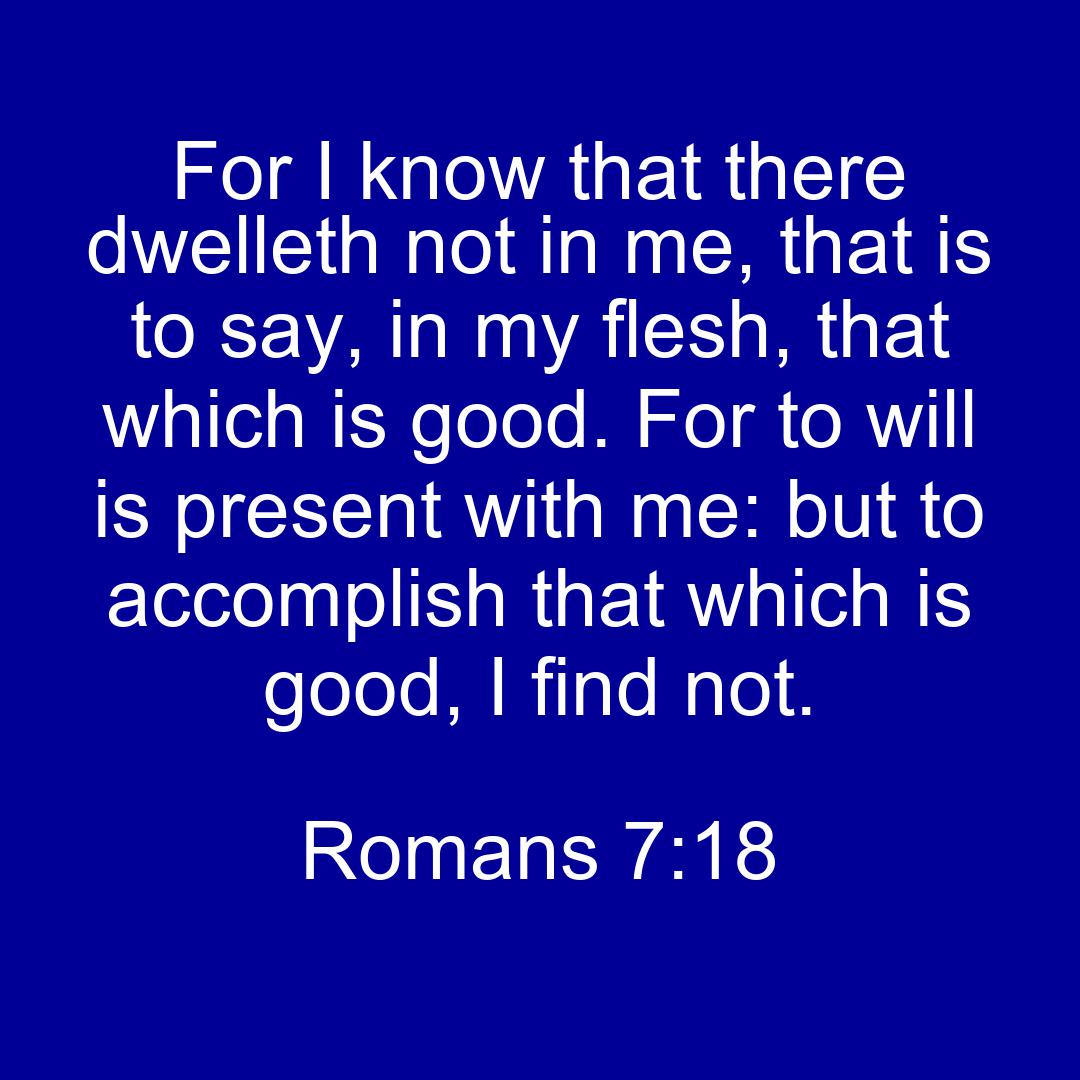 For I know that there
dwelleth not in me, that is
to say, in my flesh, that
which is good. For to will
is present with me: but to
accomplish that which is
good, I find not.
Romans 7:18